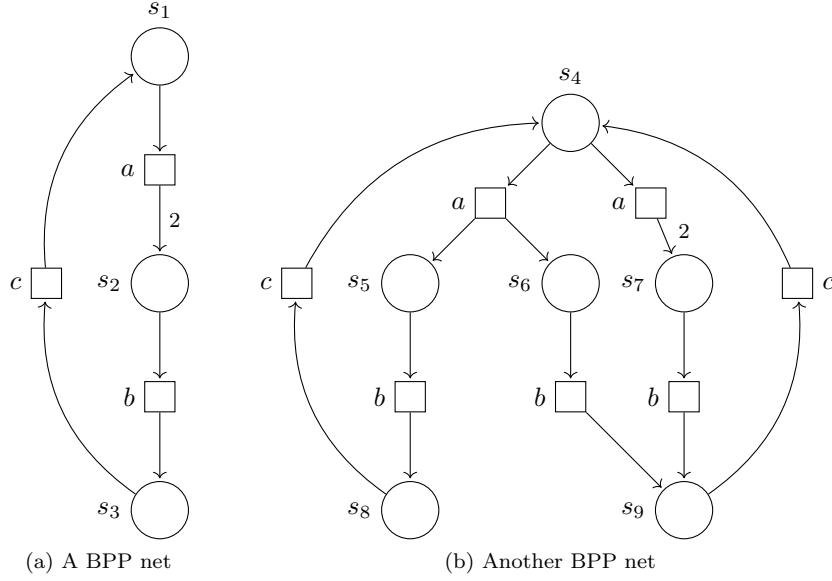 s1
s4
a
a
a
2
2
c
s2
c
s5
s6
s7
c
b
b
b
b
s3
s8
s9
(a) A BPP net
(b) Another BPP net